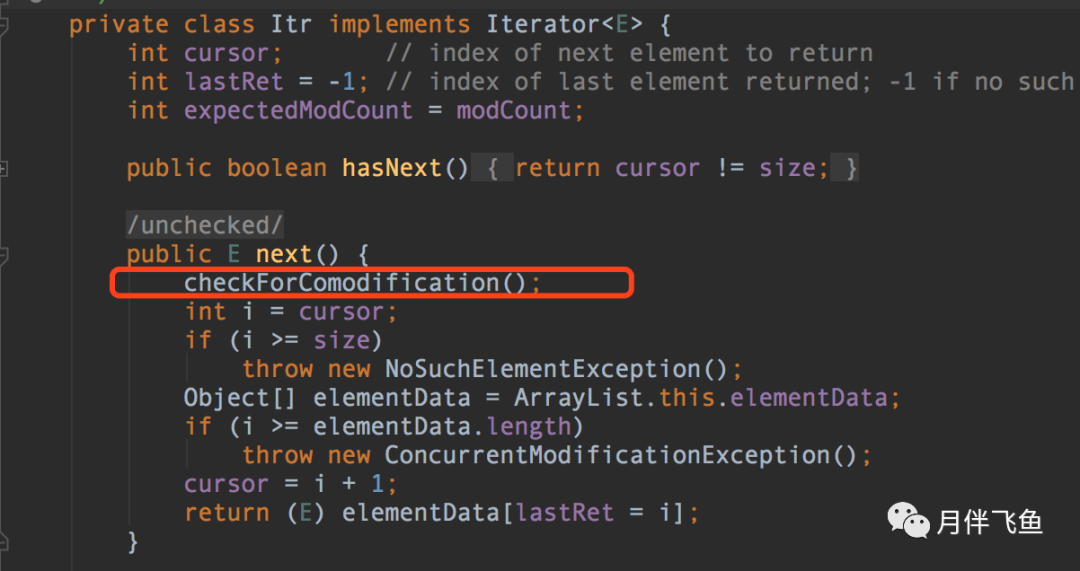 private class Itr implements Iterator<E> {
int cursor;       // index of next element to return
int lastRet = -1; // index of last element returned; -1 if no such
int expectedModCount = modCount;
public boolean hasNext() { return cursor != size; }
/unchecked/
public E next() {
checkForComodification();
int i = cursor;
if (i >= size)
throw new NoSuchElementException();
Object[] elementData = ArrayList.this.elementData;
if (i >= elementData.length)
throw new ConcurrentModificationException();
cursor = i + 1;
return (E) elementData[lastRet = i];
}
月伴飞鱼